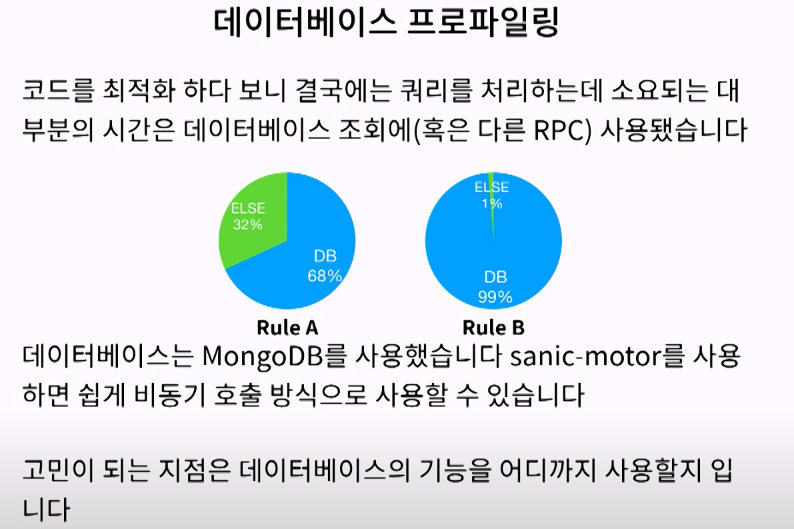 데이터베이스 프로파일링
코드를 최적화 하다 보니 결국에는 쿼리를 처리하는데 소요되는 대
부분의 시간은 데이터베이스 조회에(혹은 다른 RPC) 사용됐습니다
ELSE
32%
DB
68%
Rule A
ELSE
1%
DB
99%
Rule B
데이터베이스는 MongoDB를 사용했습니다 sanic-motor를 사용
하면 쉽게 비동기 호출 방식으로 사용할 수 있습니다
고민이 되는 지점은 데이터베이스의 기능을 어디까지 사용할지 입
니다